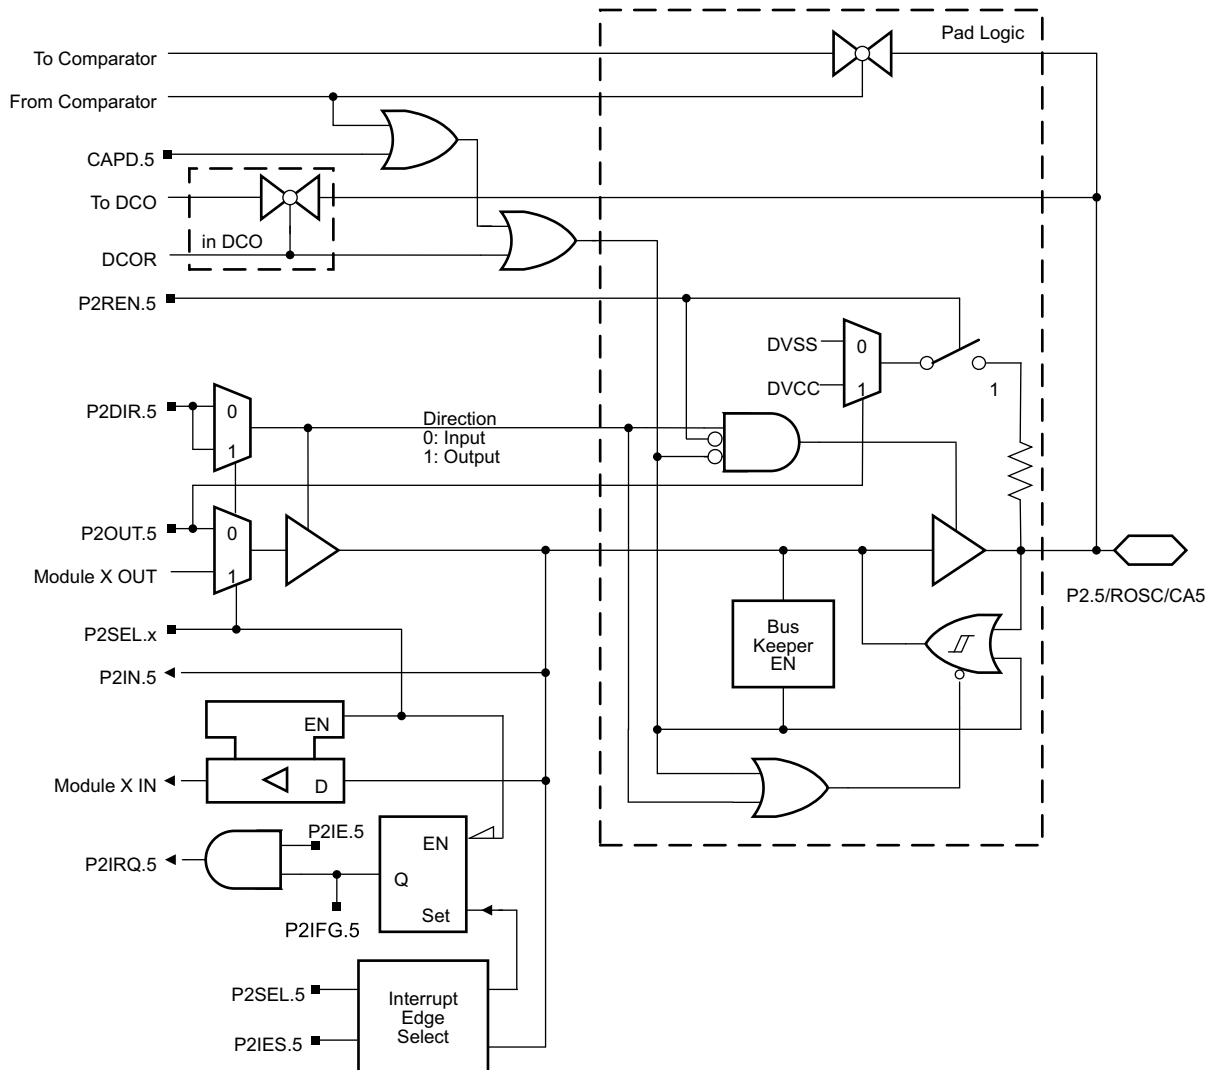 Pad Logic
To Comparator
From Comparator
CAPD.5
To DCO
in DCO
DCOR
P2REN.5
DVSS
0
DVCC
1
1
P2DIR.5
0
1
Direction
0: Input
1: Output
P2OUT.5
0
Module X OUT
1
P2.5/ROSC/CA5
P2SEL.x
Bus
Keeper
EN
P2IN.5
EN
Module X IN
D
P2IE.5
EN
P2IRQ.5
Q
Set
P2IFG.5
P2SEL.5
Interrupt
Edge
Select
P2IES.5